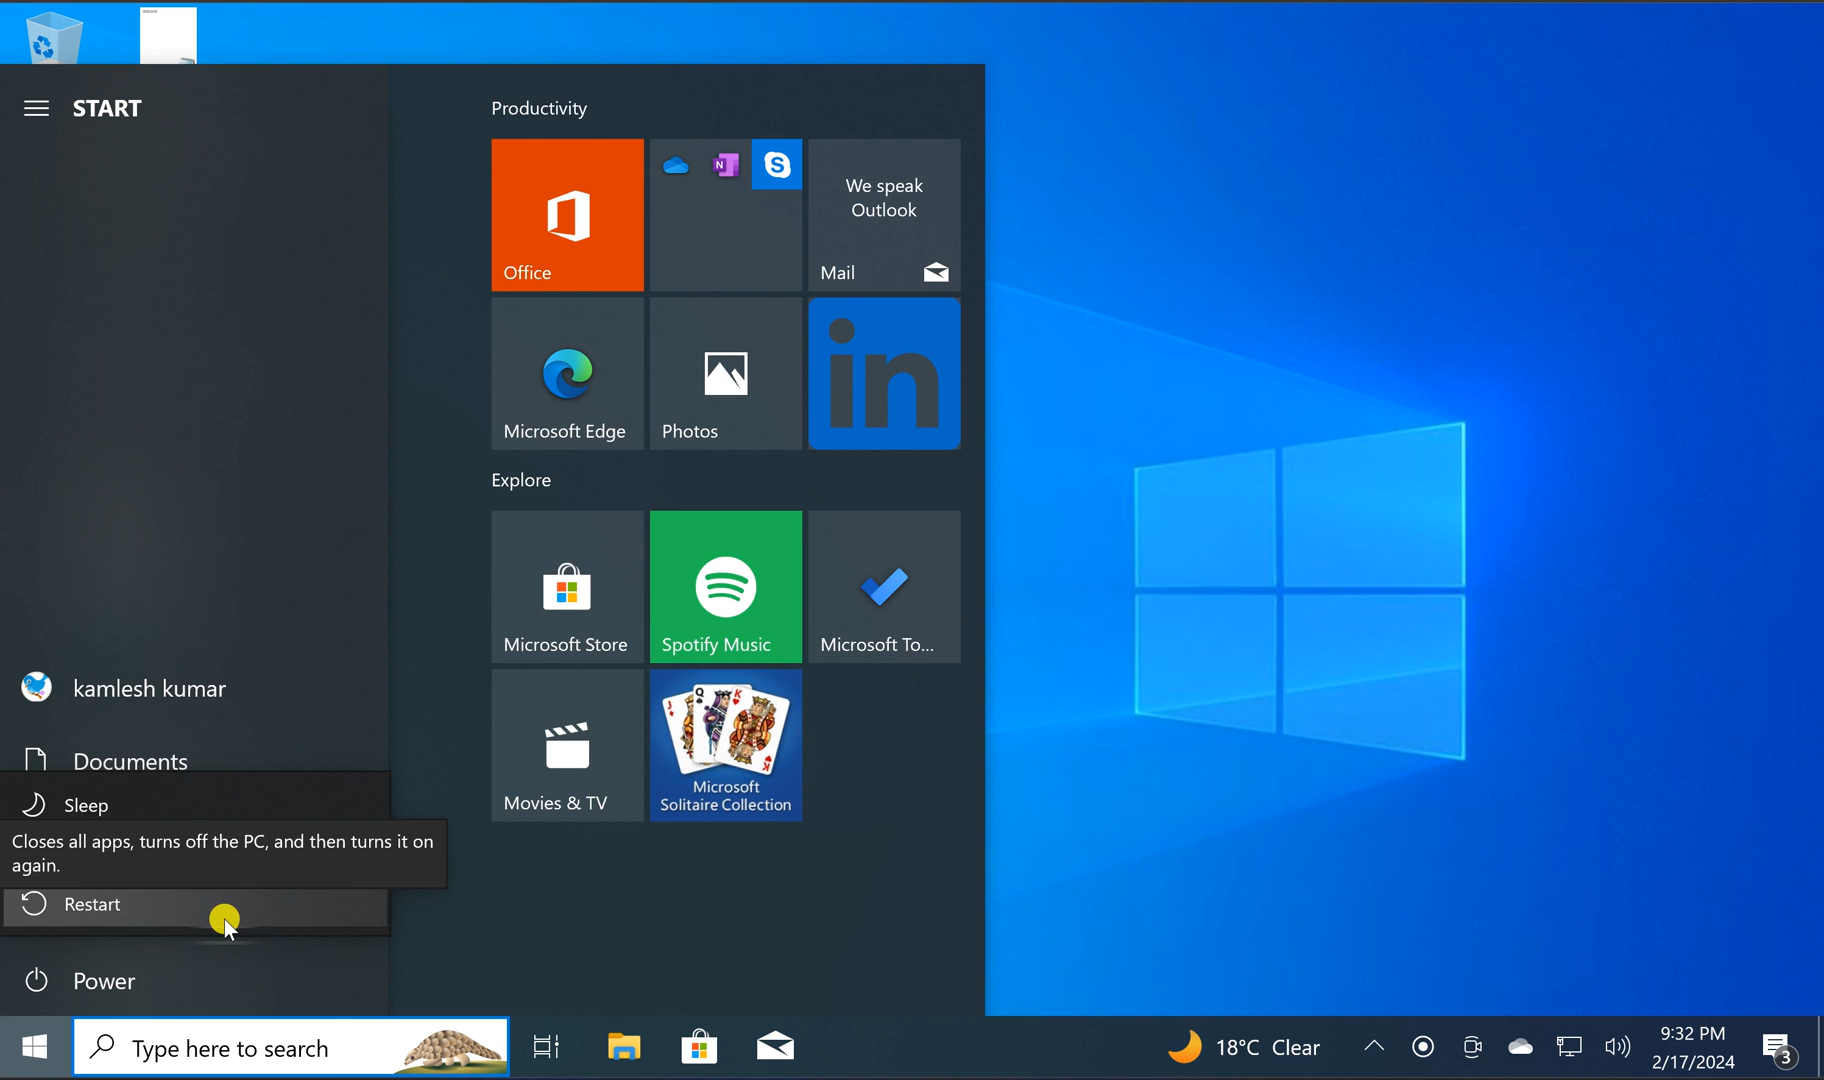 START
Productivity
Office
N
S
We speak
Outlook
Mail
Microsoft Edge
Photos
in
Explore
Microsoft Store
Spotify Music
Microsoft To...
Movies & TV
J
Q
K
K
Microsoft
Solitaire Collection
kamlesh kumar
Documents
Sleep
Closes all apps, turns off the PC, and then turns it on
again.
Restart
Power
Type here to search
18°C Clear
9:32 PM
2/17/2024
3